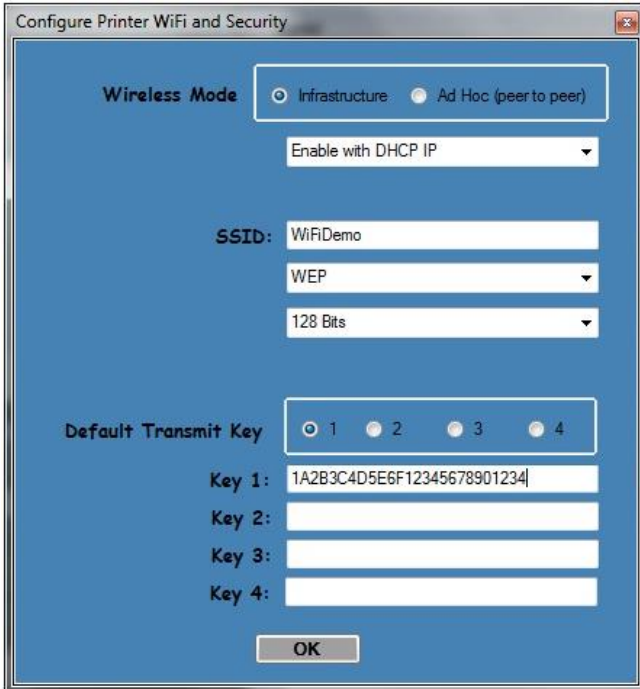 Configure Printer WiFi and Security
Wireless Mode Infrastructure Ad Hoc (peer to peer)
Enable with DHCP IP
SSID: WiFiDemo
WEP
128 Bits
Default Transmit Key 1 2 3 4
Key 1: 1A2B3C4D5E6F12345678901234
Key 2:
Key 3:
Key 4:
OK